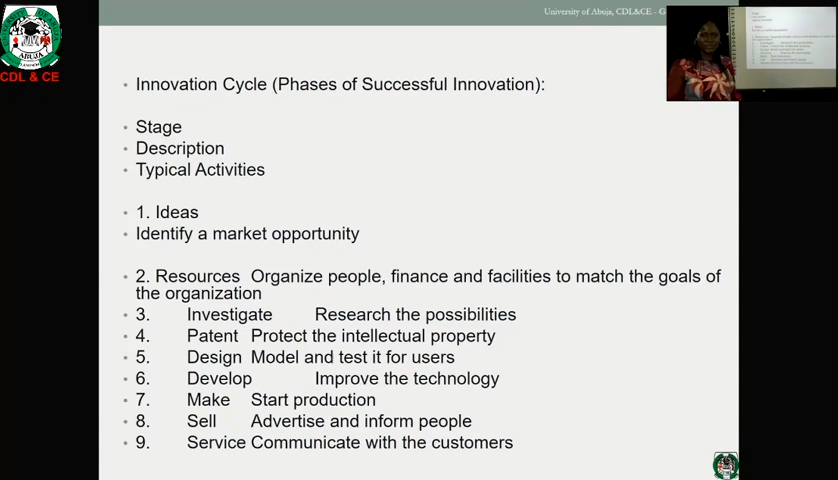 University of Abuja, CDL&CE - G
ABUJA
CDL & CE
Innovation Cycle (Phases of Successful Innovation):
Stage
Description
Typical Activities
1. Ideas
Identify a market opportunity
2. Resources Organize people, finance and facilities to match the goals of
the organization
3. Investigate Research the possibilities
4. Patent Protect the intellectual property
5. Design Model and test it for users
6. Develop Improve the technology
7. Make Start production
8. Sell Advertise and inform people
9. Service Communicate with the customers